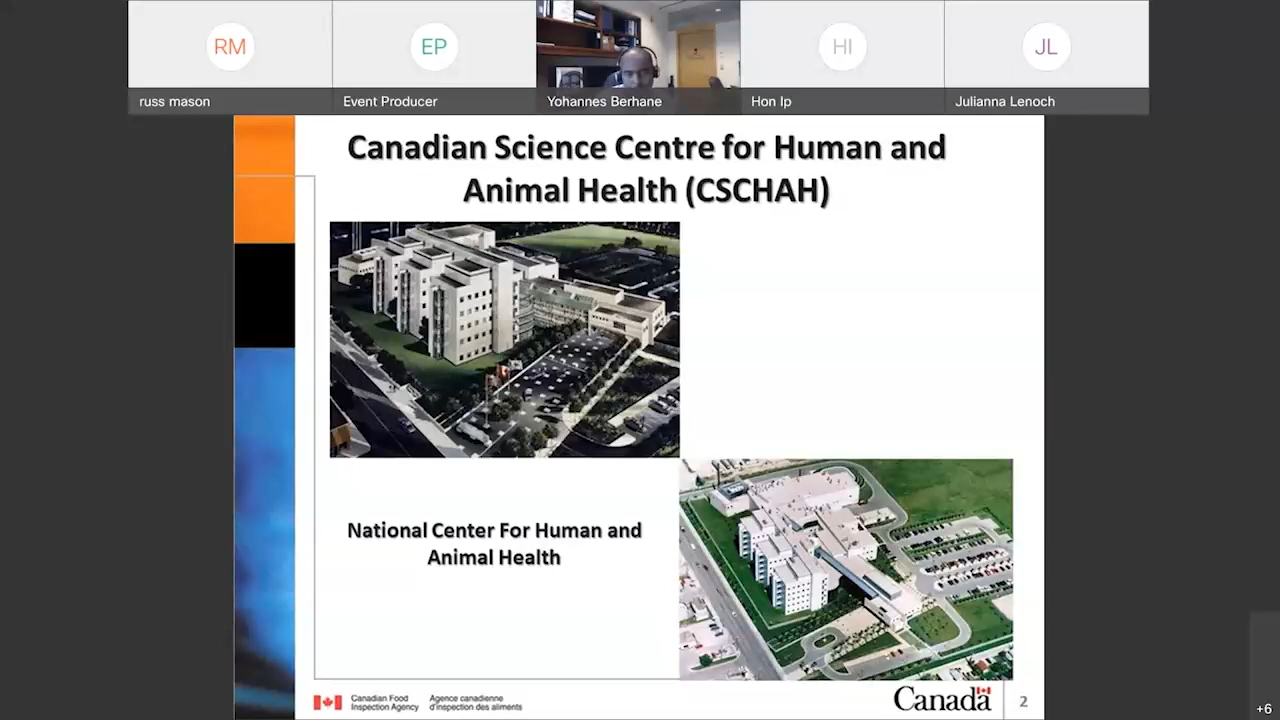 RM
EP
HI
JL
russ mason
Event Producer
Yohannes Berhane
Hon Ip
Julianna Lenoch
Canadian Science Centre for Human and
Animal Health (CSCHAH)
National Center For Human and
Animal Health
Canadian Food
Inspection Agency
Agence canadienne
d'inspection des aliments
Canada
2
+6